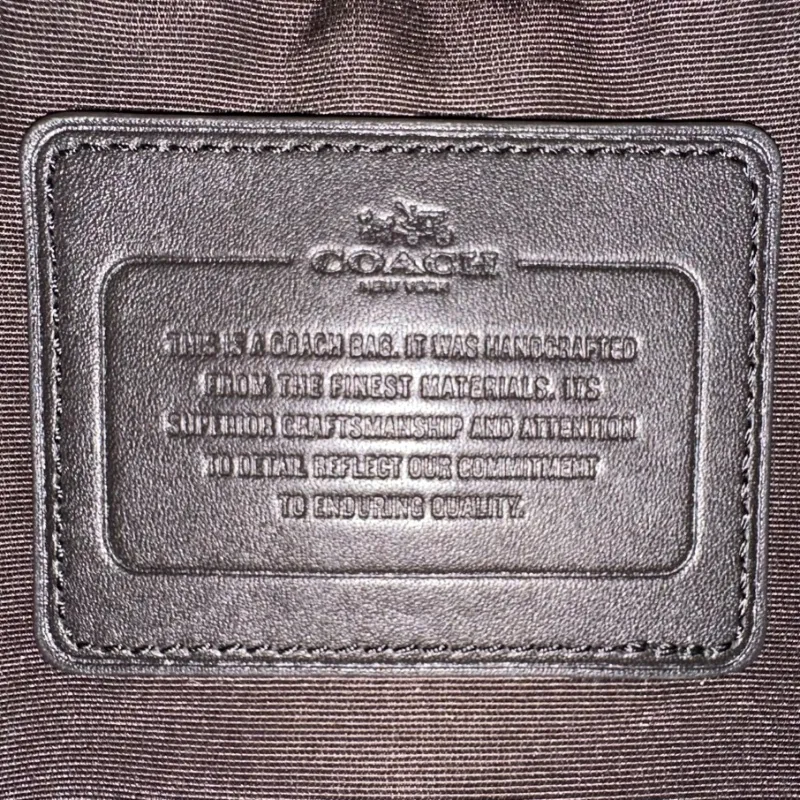 COACH
NEW YORK
THIS IS A COACH BAG. IT WAS HANDCRAFTED
FROM THE FINEST MATERIALS. ITS
SUPERIOR CRAFTSMANSHIP AND ATTENTION
TO DETAIL REFLECT OUR COMMITMENT
TO ENDURING QUALITY.